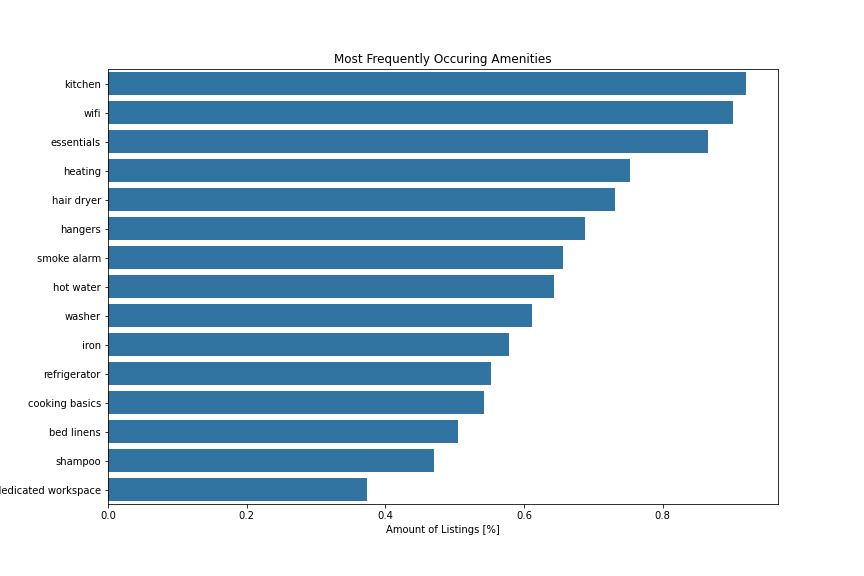 Most Frequently Occuring Amenities
kitchen
wifi
essentials
heating
hair dryer
hangers
smoke alarm
hot water
washer
iron
refrigerator
cooking basics
bed linens
shampoo
dedicated workspace
0.0 0.2 0.4 0.6 0.8
Amount of Listings [%]